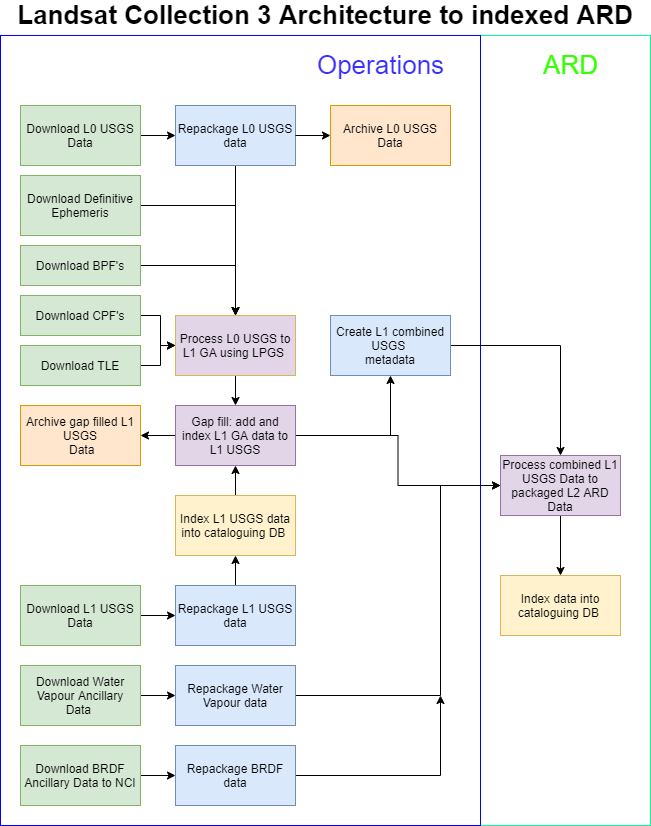 Landsat Collection 3 Architecture to indexed ARD
Operations
ARD
Download L0 USGS
Data
Repackage L0 USGS
data
Archive L0 USGS
Data
Download Definitive
Ephemeris
Download BPF's
Download CPF's
Download TLE
Process L0 USGS to
L1 GA using LPGS
Create L1 combined
USGS
metadata
Archive gap filled L1
USGS
Data
Gap fill: add and
index L1 GA data to
L1 USGS
Process combined L1
USGS Data to
packaged L2 ARD
Data
Index L1 USGS data
into cataloguing DB
Index data into
cataloguing DB
Download L1 USGS
Data
Repackage L1 USGS
data
Download Water
Vapour Ancillary
Data
Repackage Water
Vapour data
Download BRDF
Ancillary Data to NCI
Repackage BRDF
data